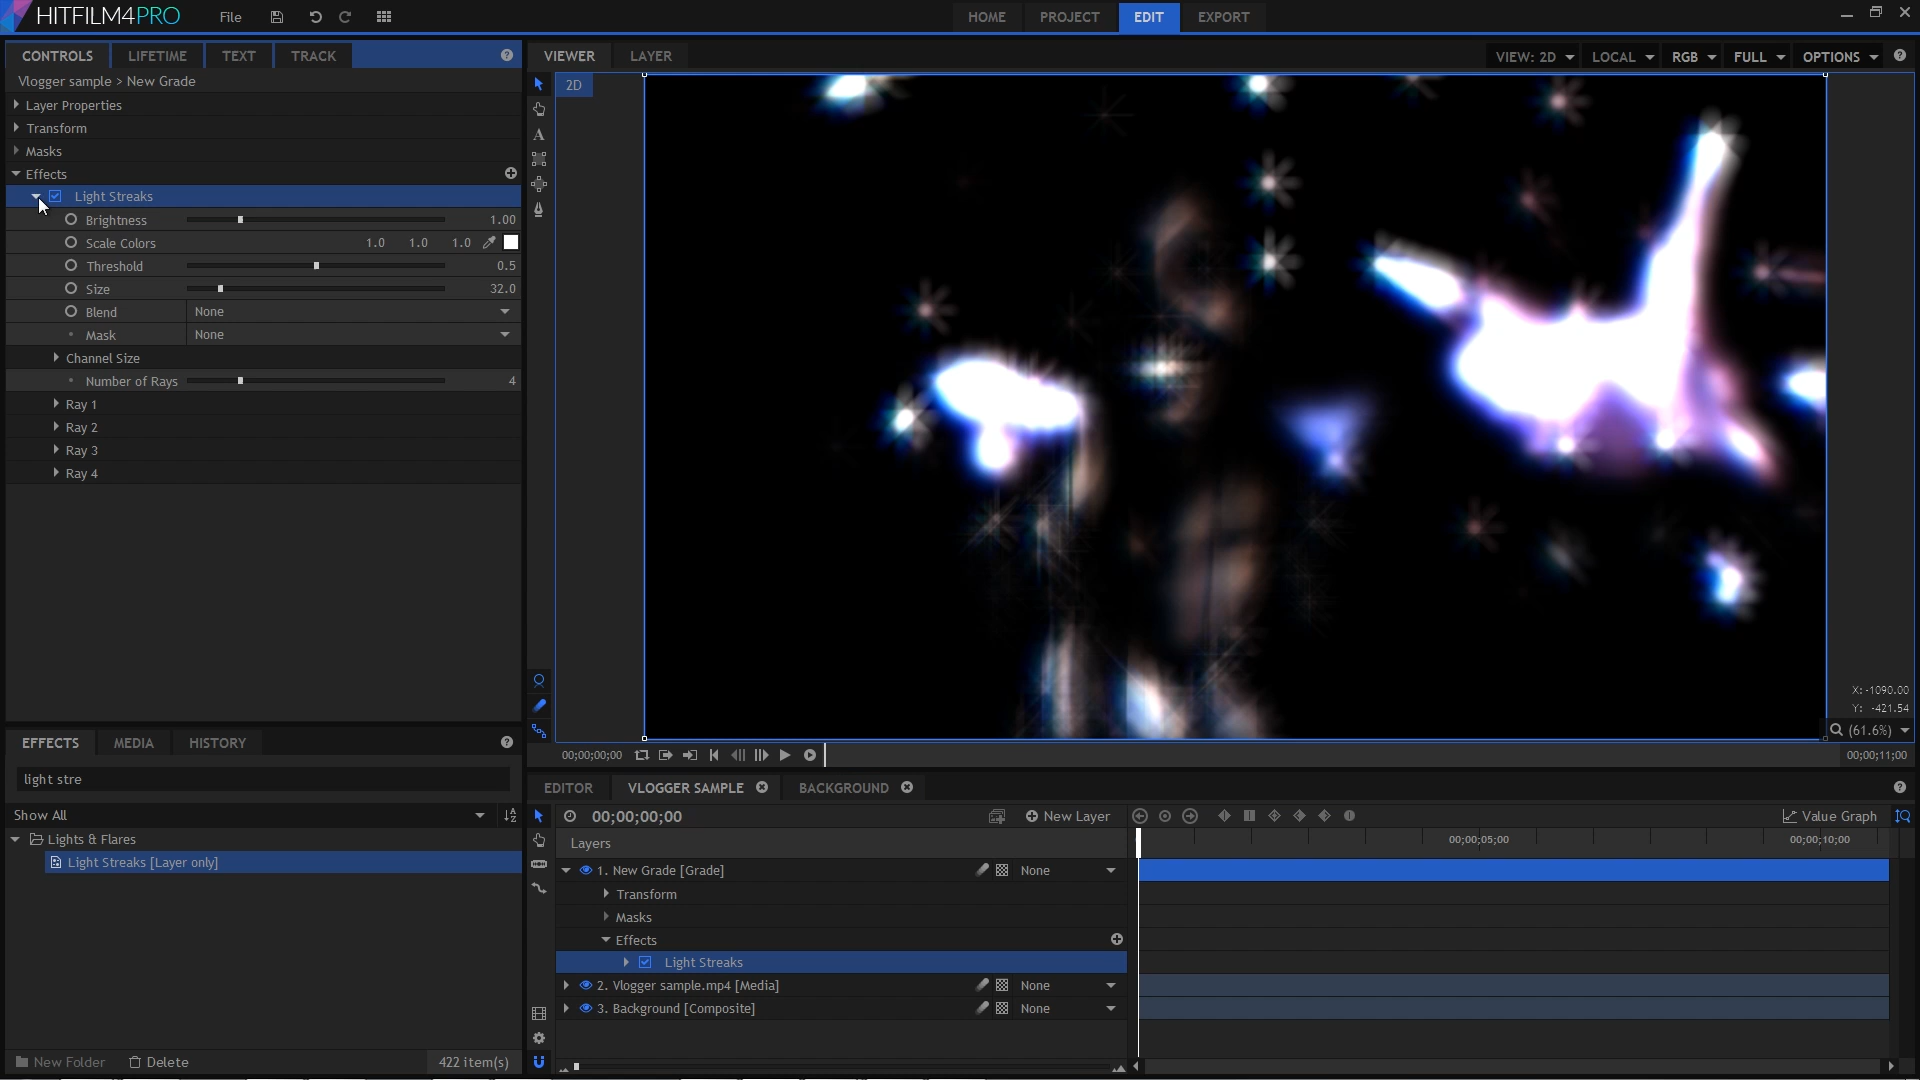 HITFILM4PRO File HOME PROJECT EDIT EXPORT
CONTROLS LIFETIME TEXT TRACK
Vlogger sample > New Grade
Layer Properties
Transform
Masks
Effects
Light Streaks
Brightness 1.00
Scale Colors 1.0 1.0 1.0
Threshold 0.5
Size 32.0
Blend None
Mask None
Channel Size
Number of Rays 4
Ray 1
Ray 2
Ray 3
Ray 4
VIEWER LAYER VIEW: 2D LOCAL RGB FULL OPTIONS
2D
A
X: -1090.00
Y: -421.54
(61.6%)
00;00;00;00 00;00;11;00
EFFECTS MEDIA HISTORY
light stre
Show All
Lights & Flares
Light Streaks [Layer only]
New Folder Delete 422 item(s)
EDITOR VLOGGER SAMPLE BACKGROUND
00;00;00;00 New Layer Value Graph
Layers 00;00;05;00 00;00;10;00
1. New Grade [Grade] None
Transform
Masks
Effects
Light Streaks
2. Vlogger sample.mp4 [Media] None
3. Background [Composite] None